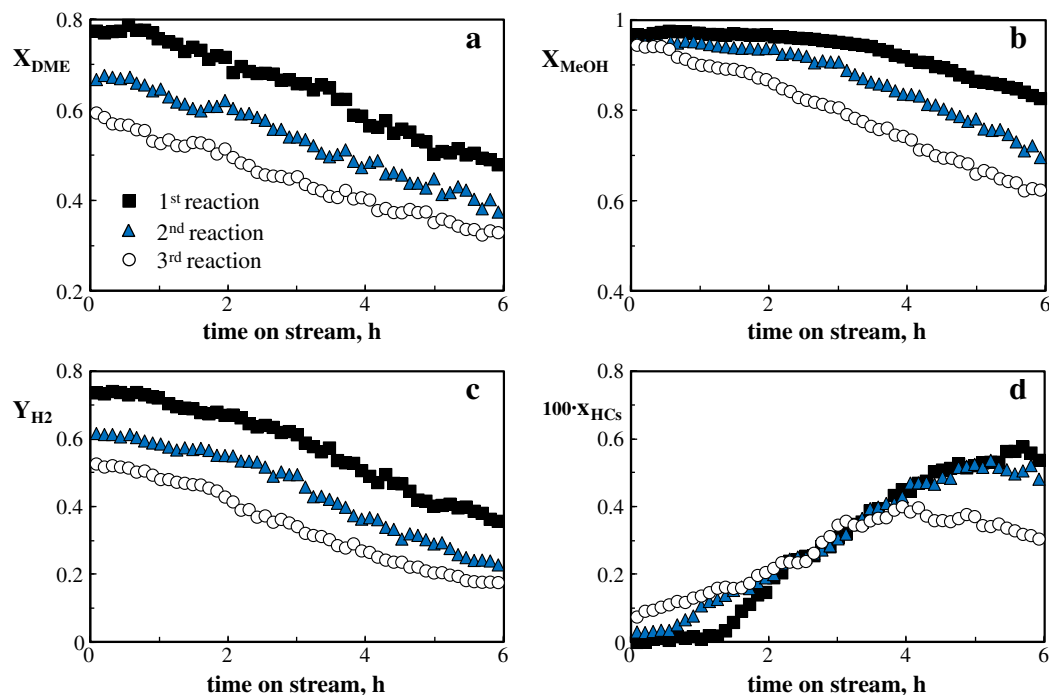 0.8
a
X_DME
0.6
0.4
0.2
1st reaction
2nd reaction
3rd reaction
0 2 4 6
time on stream, h
1
b
X_MeOH
0.8
0.6
0.4
0 2 4 6
time on stream, h
0.8
c
Y_H2
0.6
0.4
0.2
0
0 2 4 6
time on stream, h
0.8
d
100·x_HCs
0.6
0.4
0.2
0
0 2 4 6
time on stream, h